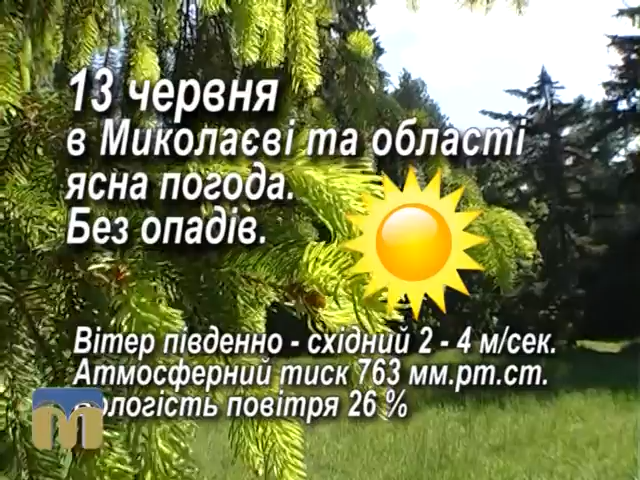 13 червня
в Миколаєві та області
ясна погода.
Без опадів.
Вітер південно - східний 2 - 4 м/сек.
Атмосферний тиск 763 мм.рт.ст.
вологість повітря 26 %